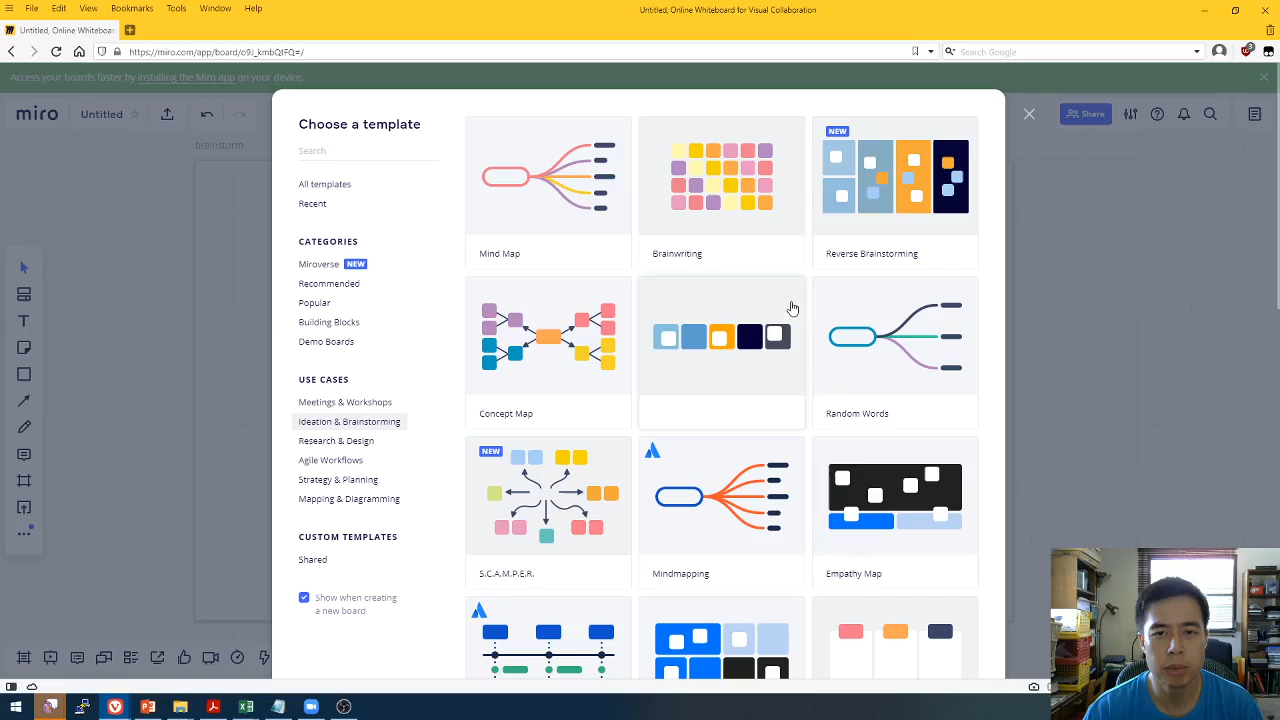 File Edit View Bookmarks Tools Window Help
Untitled, Online Whiteboard for Visual Collaboration
Untitled, Online Whiteboard
https://miro.com/app/board/o9J_kmbQIFQ=/
Search Google
Access your boards faster by installing the Miro app on your device.
miro Untitled
Share
brainstorm
Choose a template
Search
All templates
Recent
CATEGORIES
Miroverse NEW
Recommended
Popular
Building Blocks
Demo Boards
USE CASES
Meetings & Workshops
Ideation & Brainstorming
Research & Design
Agile Workflows
Strategy & Planning
Mapping & Diagramming
CUSTOM TEMPLATES
Shared
Show when creating
a new board
NEW
Mind Map
Brainwriting
Reverse Brainstorming
Concept Map
Random Words
NEW
S.C.A.M.P.E.R.
Mindmapping
Empathy Map